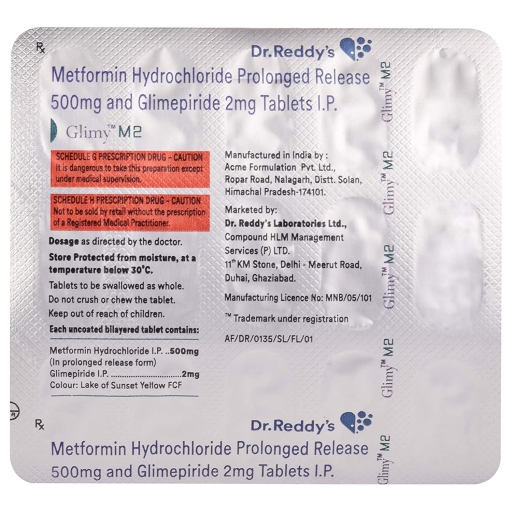 Rx
Dr.Reddy's
Metformin Hydrochloride Prolonged Release
500mg and Glimepiride 2mg Tablets I.P.
Glimy™ M2
SCHEDULE G PRESCRIPTION DRUG - CAUTION
It is dangerous to take this preparation except
under medical supervision.
SCHEDULE H PRESCRIPTION DRUG - CAUTION
Not to be sold by retail without the prescription
of a Registered Medical Practitioner.
Dosage as directed by the doctor.
Store Protected from moisture, at a
temperature below 30°C.
Tablets to be swallowed as whole.
Do not crush or chew the tablet.
Keep out of reach of children.
Each uncoated bilayered tablet contains:
Metformin Hydrochloride I.P. ..500mg
(In prolonged release form)
Glimepiride I.P. ........................2mg
Colour: Lake of Sunset Yellow FCF
Manufactured in India by :
Acme Formulation Pvt. Ltd.,
Ropar Road, Nalagarh, Distt. Solan,
Himachal Pradesh-174101.
Marketed by:
Dr. Reddy's Laboratories Ltd.,
Compound HLM Management
Services (P) LTD.
11th KM Stone, Delhi - Meerut Road,
Duhai, Ghaziabad.
Manufacturing Licence No: MNB/05/101
™ Trademark under registration
AF/DR/0135/SL/FL/01
Glimy™ M2
Glimy™ M2
Glimy™ M2
Glimy™ M2
Glimy™ M2
Rx
Dr.Reddy's
Metformin Hydrochloride Prolonged Release
500mg and Glimepiride 2mg Tablets I.P.